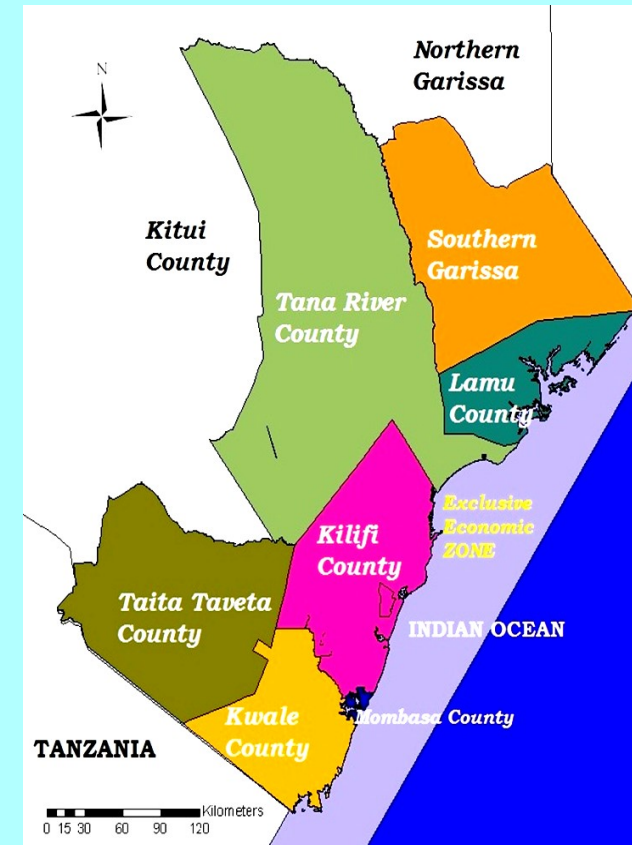 Northern
Garissa
N
Kitui
County
Southern
Garissa
Tana River
County
Lamu
County
Exclusive
Economic
ZONE
Kilifi
County
Taita Taveta
County
INDIAN OCEAN
Kwale
County
Mombasa County
TANZANIA
Kilometers
0 15 30 60 90 120